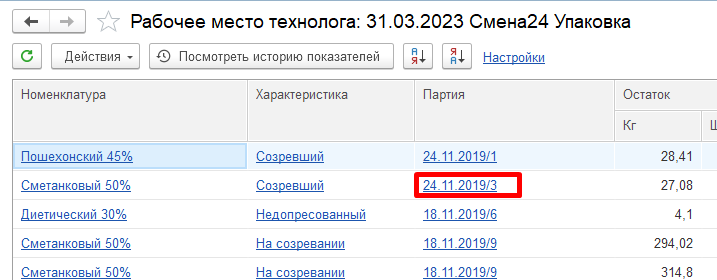 Рабочее место технолога: 31.03.2023 Смена24 Упаковка
Действия Посмотреть историю показателей Настройки
Номенклатура Характеристика Партия Остаток
Кг
Пошехонский 45% Созревший 24.11.2019/1 28,41
Сметанковый 50% Созревший 24.11.2019/3 27,08
Диетический 30% Недопресованный 18.11.2019/6 4,1
Сметанковый 50% На созревании 18.11.2019/9 294,02
Сметанковый 50% На созревании 18.11.2019/9 314,8